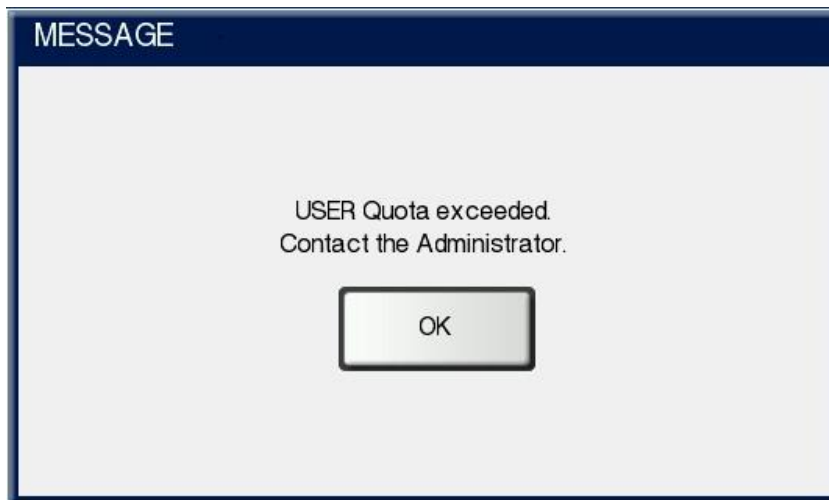 MESSAGE
USER Quota exceeded.
Contact the Administrator.
OK